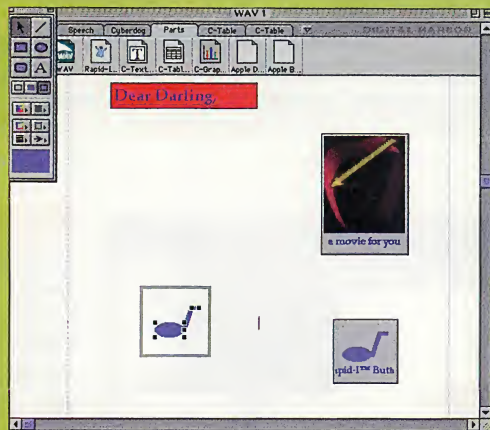 WAV 1
Speech Cyberdog Parts C-Table C-Table DIGITAL HARBOR
WAV Rapid-I... C-Text... C-Tabl... C-Grap... Apple D... Apple B...
A
T
Dear Darling,
a movie for you
apid-I™ Butt